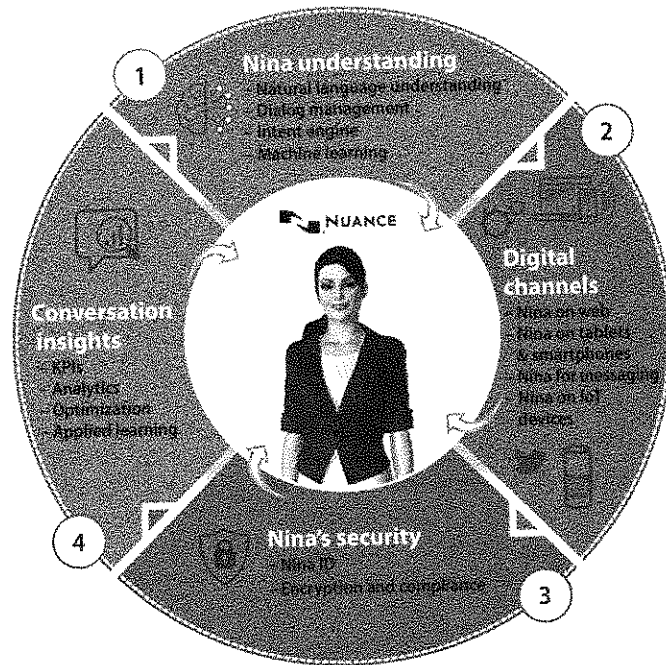 1
Nina understanding
- Natural language understanding
- Dialog management
- Intent engine
- Machine learning
2
Digital
channels
- Nina on web
- Nina on tablets
& smartphones
- Nina for messaging
- Nina on IoT
devices
3
Nina's security
- Nina ID
- Encryption and compliance
4
Conversation
insights
- KPIs
- Analytics
- Optimization
- Applied learning
NUANCE